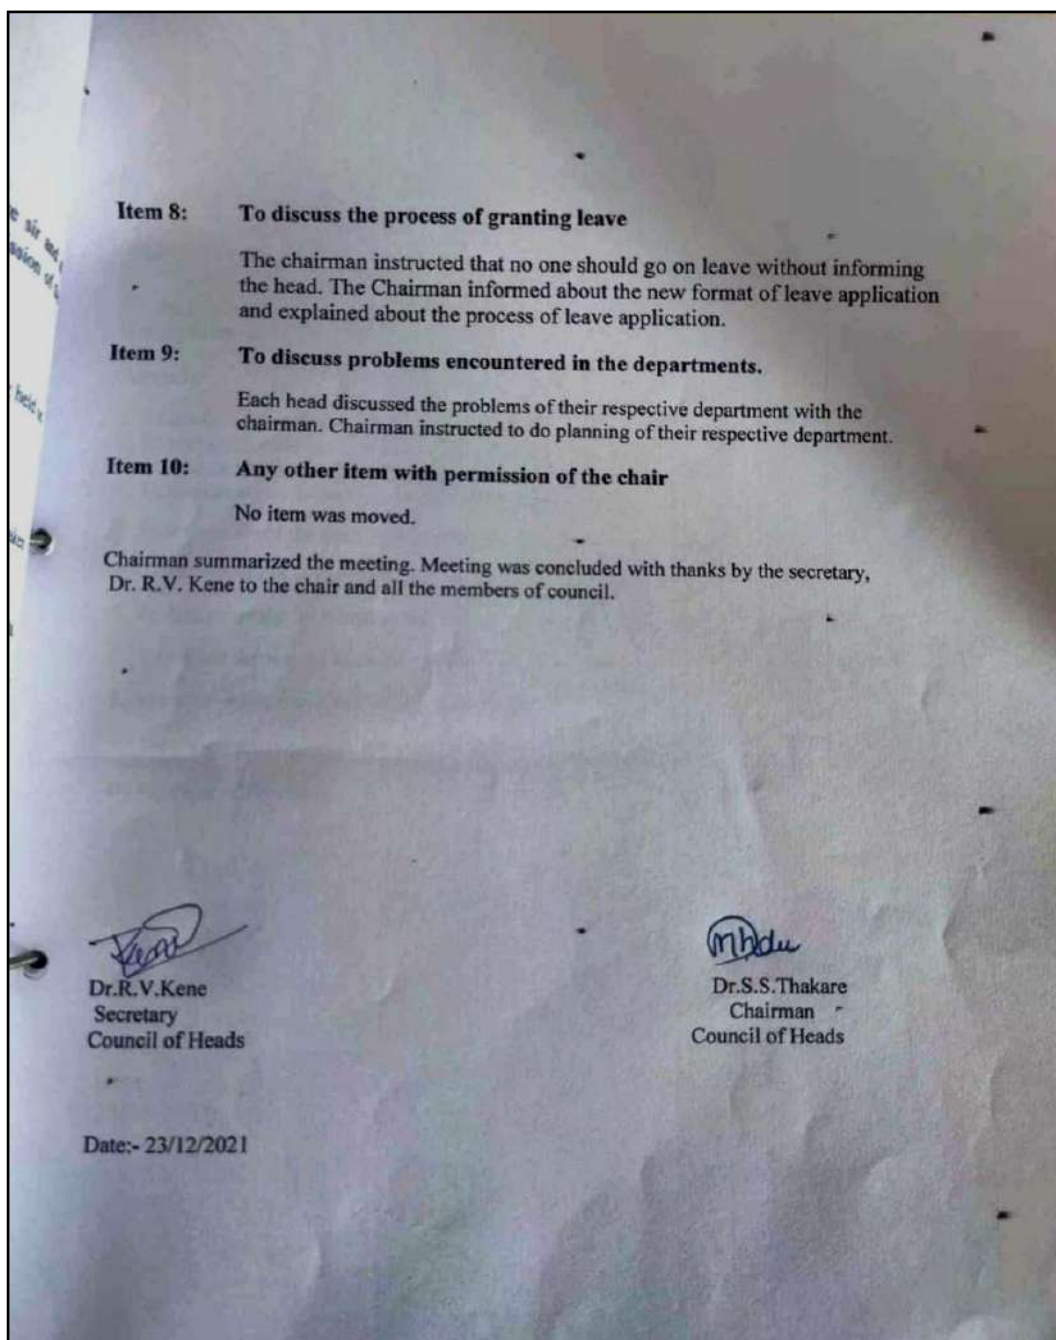 sir and
ssion of
held
Item 8: To discuss the process of granting leave
The chairman instructed that no one should go on leave without informing
the head. The Chairman informed about the new format of leave application
and explained about the process of leave application.
Item 9: To discuss problems encountered in the departments.
Each head discussed the problems of their respective department with the
chairman. Chairman instructed to do planning of their respective department.
Item 10: Any other item with permission of the chair
No item was moved.
Chairman summarized the meeting. Meeting was concluded with thanks by the secretary,
Dr. R.V. Kene to the chair and all the members of council.
Dr.R.V.Kene
Secretary
Council of Heads
Dr.S.S.Thakare
Chairman
Council of Heads
Date:- 23/12/2021